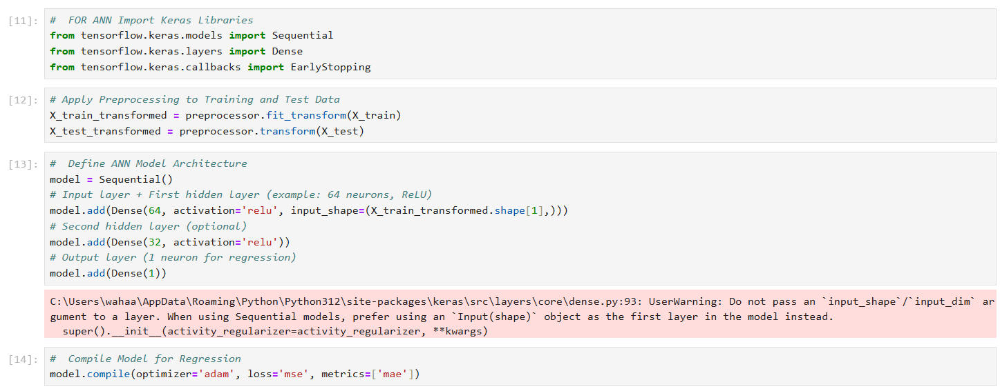 [11]: #  FOR ANN Import Keras Libraries
from tensorflow.keras.models import Sequential
from tensorflow.keras.layers import Dense
from tensorflow.keras.callbacks import EarlyStopping
[12]: # Apply Preprocessing to Training and Test Data
X_train_transformed = preprocessor.fit_transform(X_train)
X_test_transformed = preprocessor.transform(X_test)
[13]: #  Define ANN Model Architecture
model = Sequential()
# Input layer + First hidden layer (example: 64 neurons, ReLU)
model.add(Dense(64, activation='relu', input_shape=(X_train_transformed.shape[1],)))
# Second hidden layer (optional)
model.add(Dense(32, activation='relu'))
# Output layer (1 neuron for regression)
model.add(Dense(1))
C:\Users\wahaa\AppData\Roaming\Python\Python312\site-packages\keras\src\layers\core\dense.py:93: UserWarning: Do not pass an `input_shape`/`input_dim` ar
gument to a layer. When using Sequential models, prefer using an `Input(shape)` object as the first layer in the model instead.
  super().__init__(activity_regularizer=activity_regularizer, **kwargs)
[14]: #  Compile Model for Regression
model.compile(optimizer='adam', loss='mse', metrics=['mae'])